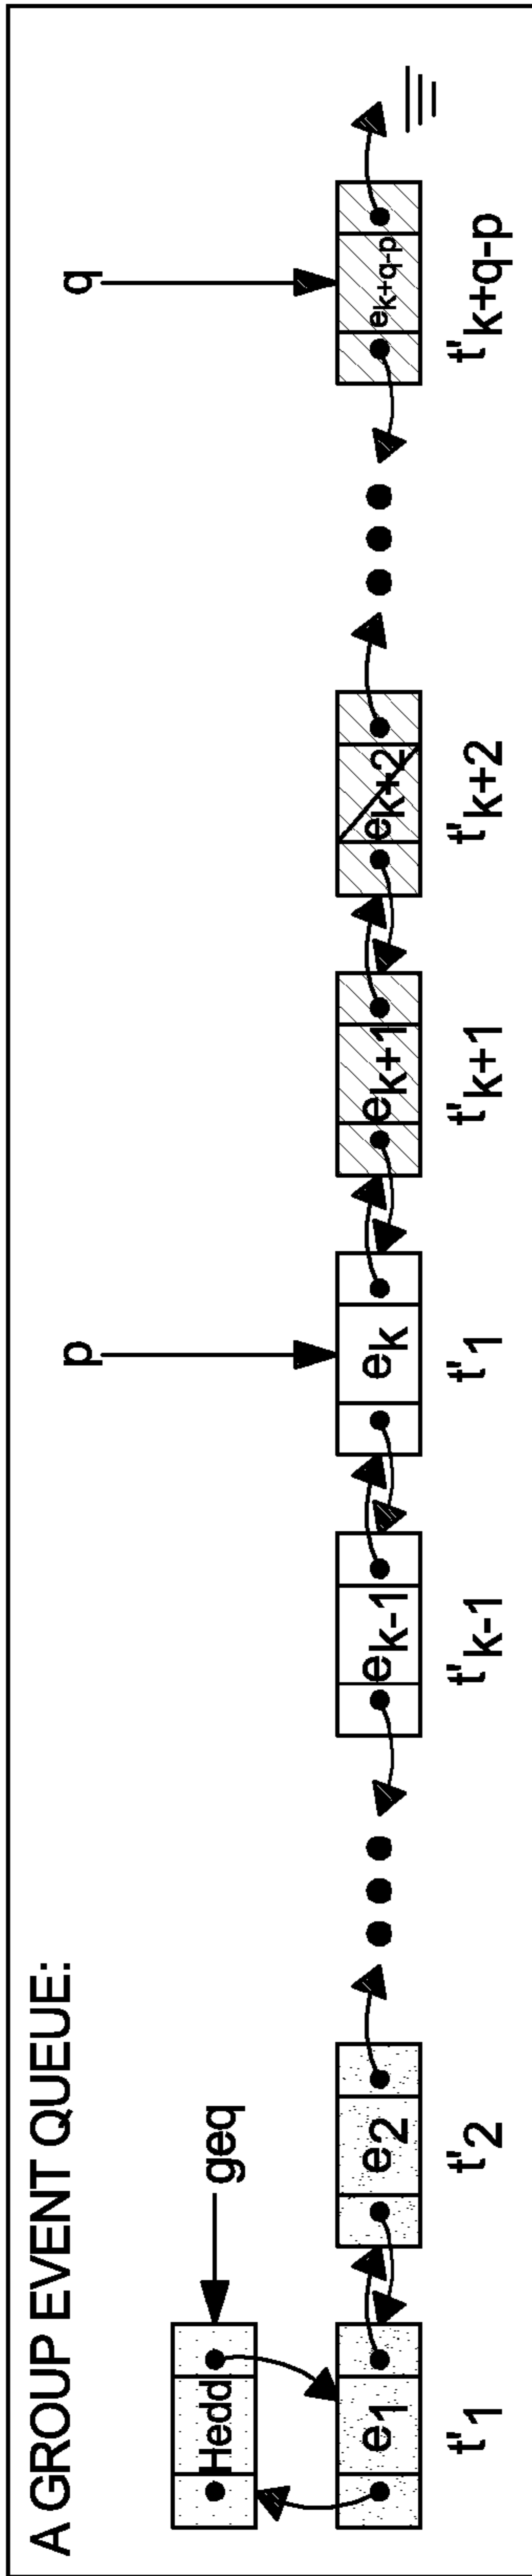 A GROUP EVENT QUEUE:
p
q
Hedd
geq
e1
e2
ek-1
ek
ek+1
ek+2
ek+q-p
t'1
t'2
t'k-1
t'1
t'k+1
t'k+2
t'k+q-p